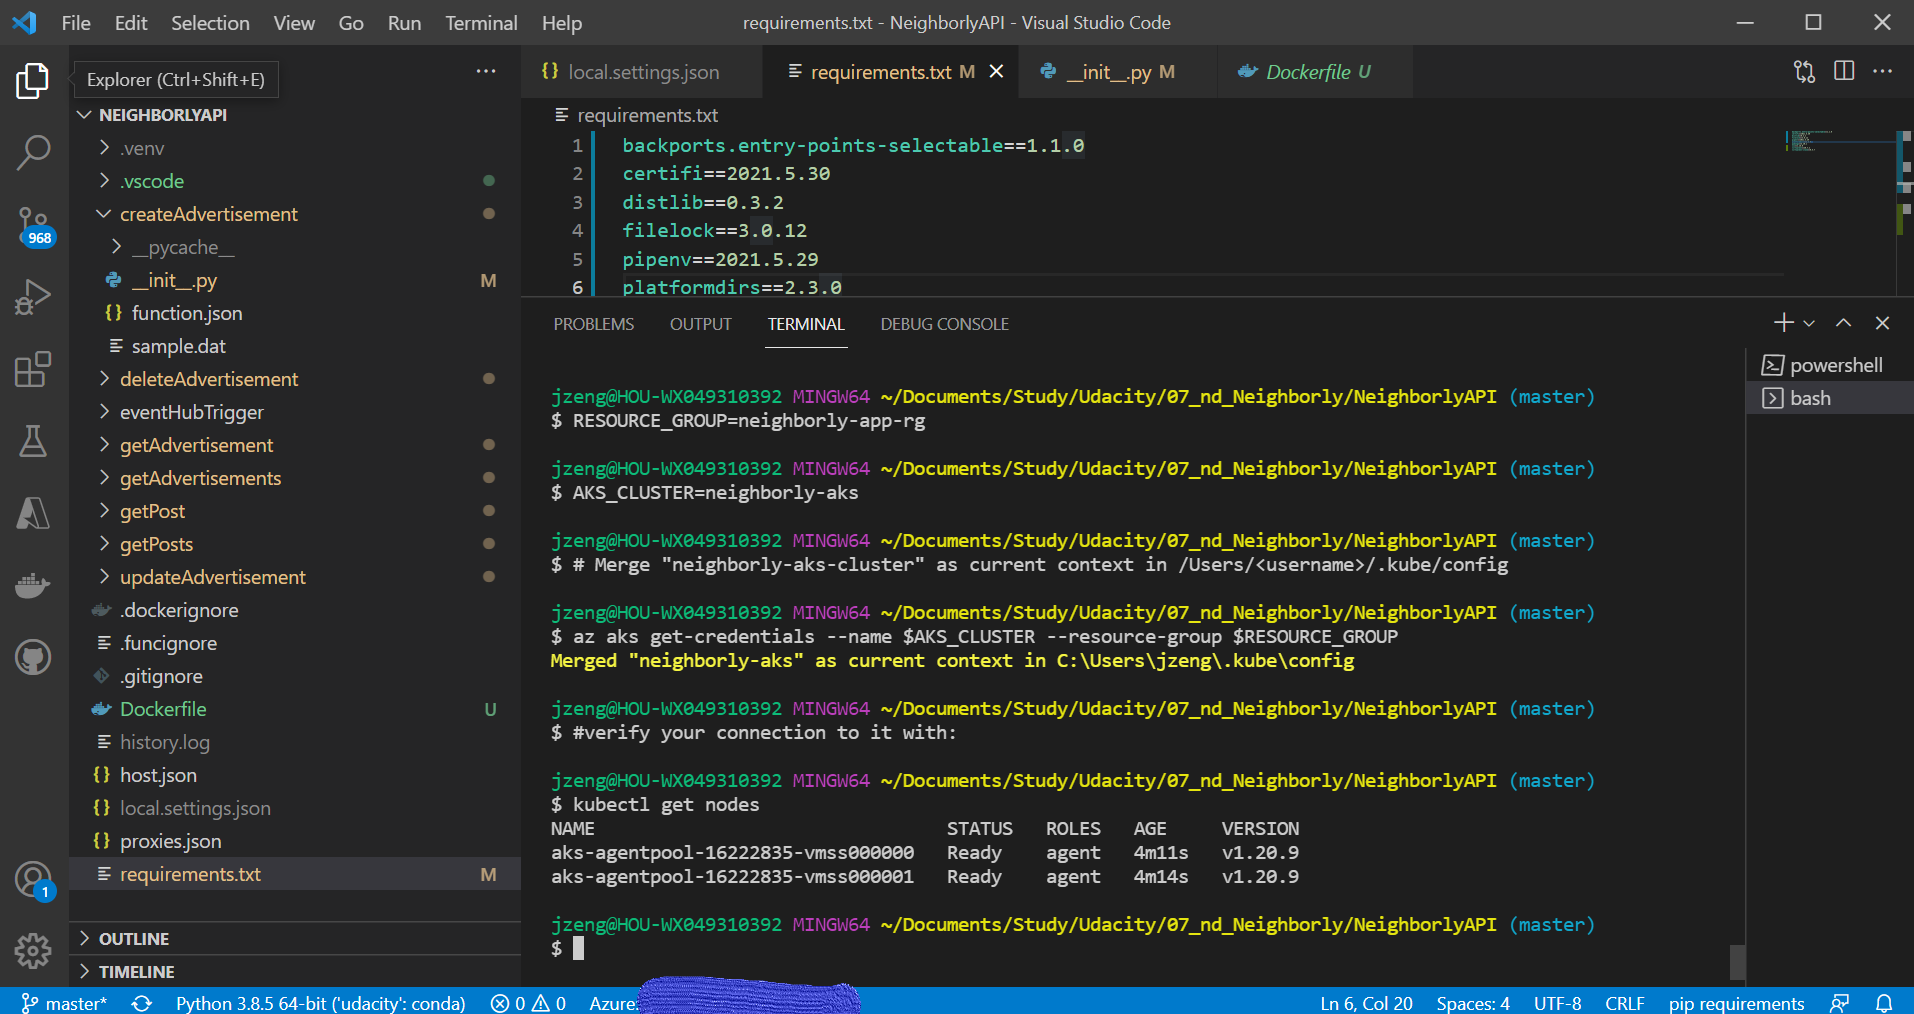 File Edit Selection View Go Run Terminal Help
requirements.txt - NeighborlyAPI - Visual Studio Code
Explorer (Ctrl+Shift+E)
NEIGHBORLYAPI
.venv
.vscode
createAdvertisement
__pycache__
__init__.py M
function.json
sample.dat
deleteAdvertisement
eventHubTrigger
getAdvertisement
getAdvertisements
getPost
getPosts
updateAdvertisement
.dockerignore
.funcignore
.gitignore
Dockerfile U
history.log
host.json
local.settings.json
proxies.json
requirements.txt M
OUTLINE
TIMELINE
968
1
local.settings.json requirements.txt M __init__.py M Dockerfile U
requirements.txt
1 backports.entry-points-selectable==1.1.0
2 certifi==2021.5.30
3 distlib==0.3.2
4 filelock==3.0.12
5 pipenv==2021.5.29
6 platformdirs==2.3.0
PROBLEMS OUTPUT TERMINAL DEBUG CONSOLE
powershell
bash
jzeng@HOU-WX049310392 MINGW64 ~/Documents/Study/Udacity/07_nd_Neighborly/NeighborlyAPI (master)
$ RESOURCE_GROUP=neighborly-app-rg
jzeng@HOU-WX049310392 MINGW64 ~/Documents/Study/Udacity/07_nd_Neighborly/NeighborlyAPI (master)
$ AKS_CLUSTER=neighborly-aks
jzeng@HOU-WX049310392 MINGW64 ~/Documents/Study/Udacity/07_nd_Neighborly/NeighborlyAPI (master)
$ # Merge "neighborly-aks-cluster" as current context in /Users/<username>/.kube/config
jzeng@HOU-WX049310392 MINGW64 ~/Documents/Study/Udacity/07_nd_Neighborly/NeighborlyAPI (master)
$ az aks get-credentials --name $AKS_CLUSTER --resource-group $RESOURCE_GROUP
Merged "neighborly-aks" as current context in C:\Users\jzeng\.kube\config
jzeng@HOU-WX049310392 MINGW64 ~/Documents/Study/Udacity/07_nd_Neighborly/NeighborlyAPI (master)
$ #verify your connection to it with:
jzeng@HOU-WX049310392 MINGW64 ~/Documents/Study/Udacity/07_nd_Neighborly/NeighborlyAPI (master)
$ kubectl get nodes
NAME STATUS ROLES AGE VERSION
aks-agentpool-16222835-vmss000000 Ready agent 4m11s v1.20.9
aks-agentpool-16222835-vmss000001 Ready agent 4m14s v1.20.9
jzeng@HOU-WX049310392 MINGW64 ~/Documents/Study/Udacity/07_nd_Neighborly/NeighborlyAPI (master)
$
master* Python 3.8.5 64-bit ('udacity': conda) 0 0 Azure: Ln 6, Col 20 Spaces: 4 UTF-8 CRLF pip requirements